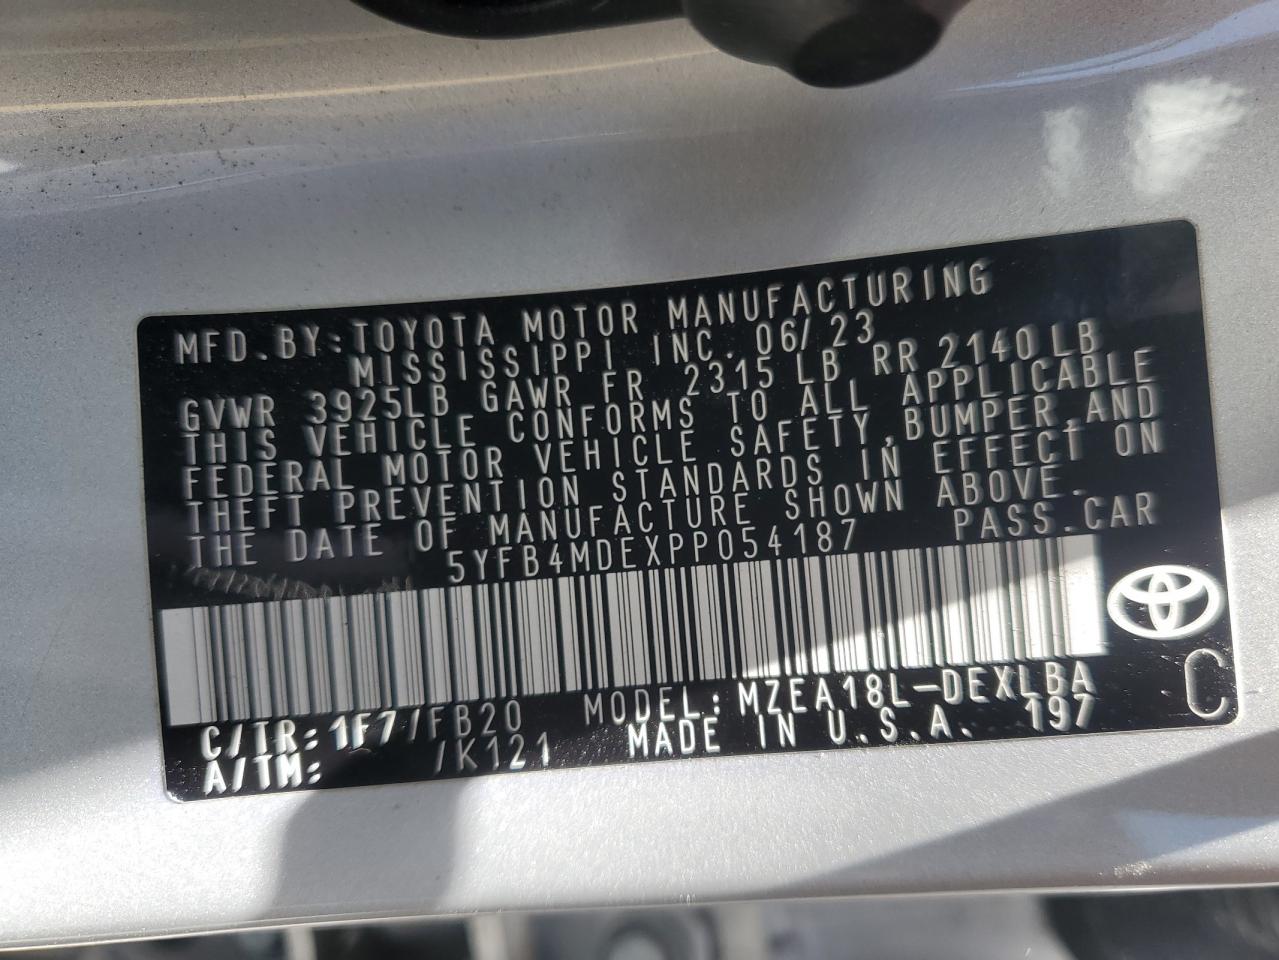 MFD.BY:TOYOTA MOTOR MANUFACTURING
MISSISSIPPI INC. 06/23
GVWR 3925LB GAWR FR 2315 LB RR 2140 LB
THIS VEHICLE CONFORMS TO ALL APPLICABLE
FEDERAL MOTOR VEHICLE SAFETY,BUMPER,AND
THEFT PREVENTION STANDARDS IN EFFECT ON
THE DATE OF MANUFACTURE SHOWN ABOVE.
5YFB4MDEXPP054187 PASS.CAR
C/TR:1F7/FB20 MODEL:MZEA18L-DEXLBA
A/TM: /K121 MADE IN U.S.A. 197
C